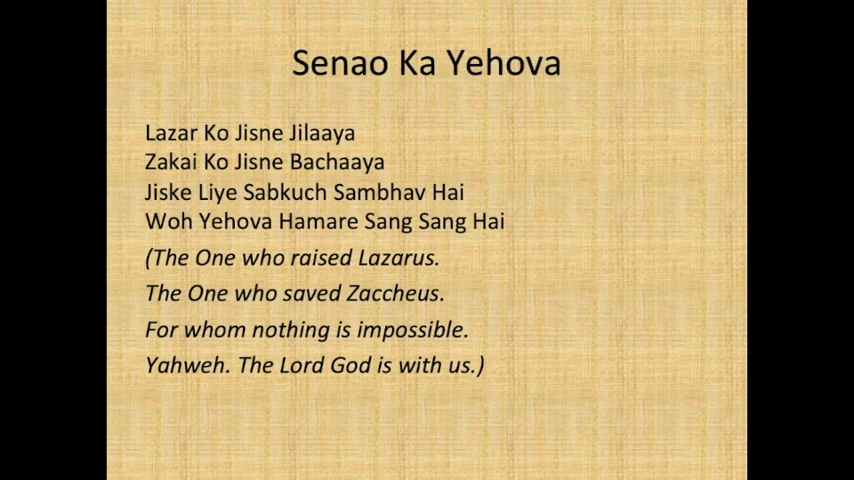 Senao Ka Yehova
Lazar Ko Jisne Jilaaya
Zakai Ko Jisne Bachaaya
Jiske Liye Sabkuch Sambhav Hai
Woh Yehova Hamare Sang Sang Hai
(The One who raised Lazarus.
The One who saved Zaccheus.
For whom nothing is impossible.
Yahweh. The Lord God is with us.)